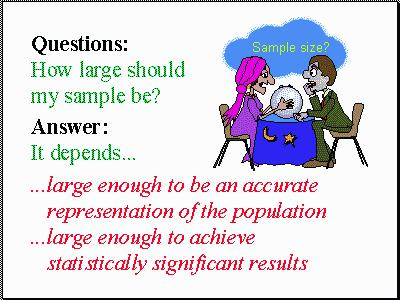 Questions:
How large should
my sample be?
Answer:
It depends...
...large enough to be an accurate
representation of the population
...large enough to achieve
statistically significant results
Sample size?